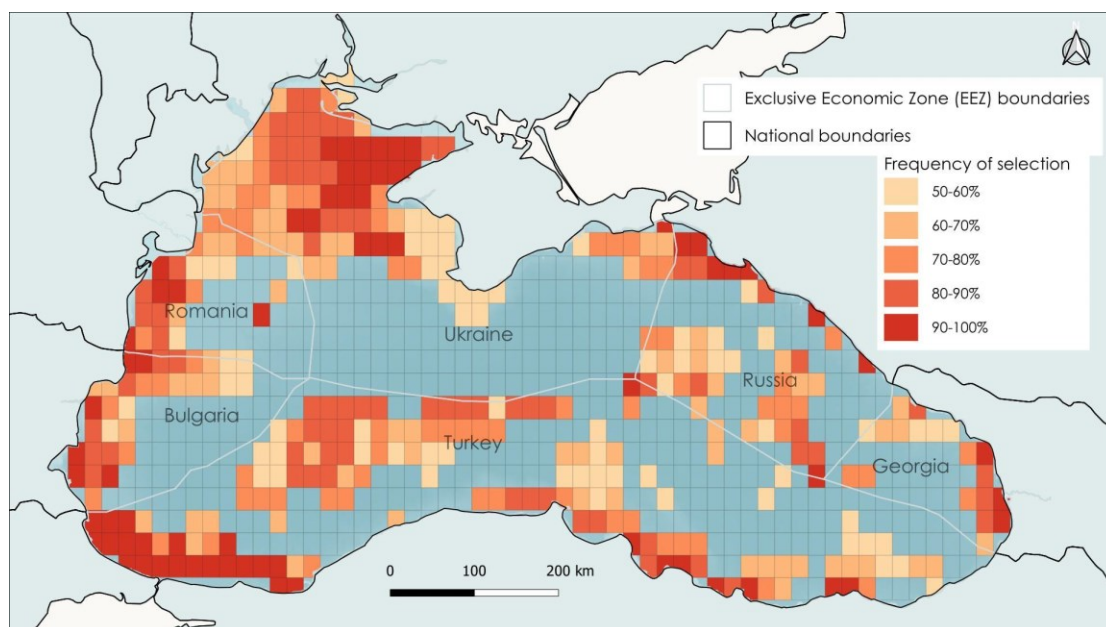 N
Exclusive Economic Zone (EEZ) boundaries
National boundaries
Frequency of selection
50-60%
60-70%
70-80%
80-90%
90-100%
Romania
Ukraine
Russia
Bulgaria
Turkey
Georgia
0 100 200 km